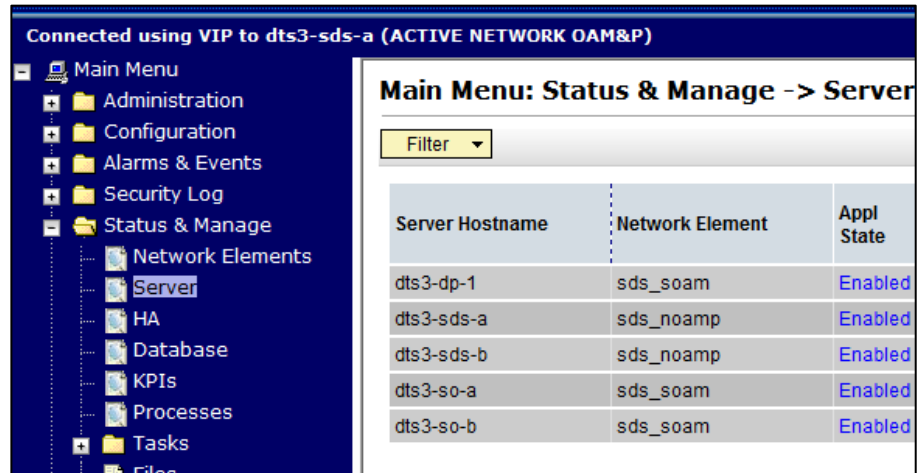 Connected using VIP to dts3-sds-a (ACTIVE NETWORK OAM&P)
Main Menu
Administration
Configuration
Alarms & Events
Security Log
Status & Manage
Network Elements
Server
HA
Database
KPIs
Processes
Tasks
Files
Main Menu: Status & Manage -> Server
Filter
Server Hostname Network Element Appl State
dts3-dp-1 sds_soam Enabled
dts3-sds-a sds_noamp Enabled
dts3-sds-b sds_noamp Enabled
dts3-so-a sds_soam Enabled
dts3-so-b sds_soam Enabled